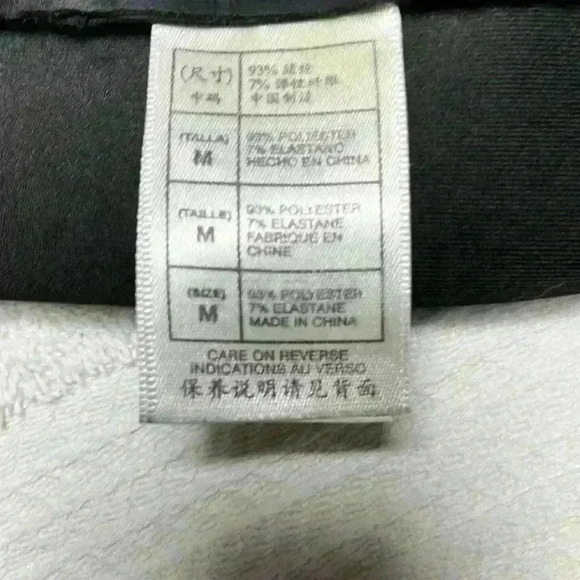 (尺寸)
中码
93% 涤纶
7% 弹性纤维
中国制造
(TALLA)
M
93% POLYESTER
7% ELASTANO
HECHO EN CHINA
(TAILLE)
M
93% POLYESTER
7% ELASTANE
FABRIQUE EN
CHINE
(SIZE)
M
93% POLYESTER
7% ELASTANE
MADE IN CHINA
CARE ON REVERSE
INDICATIONS AU VERSO
保养说明请见背面